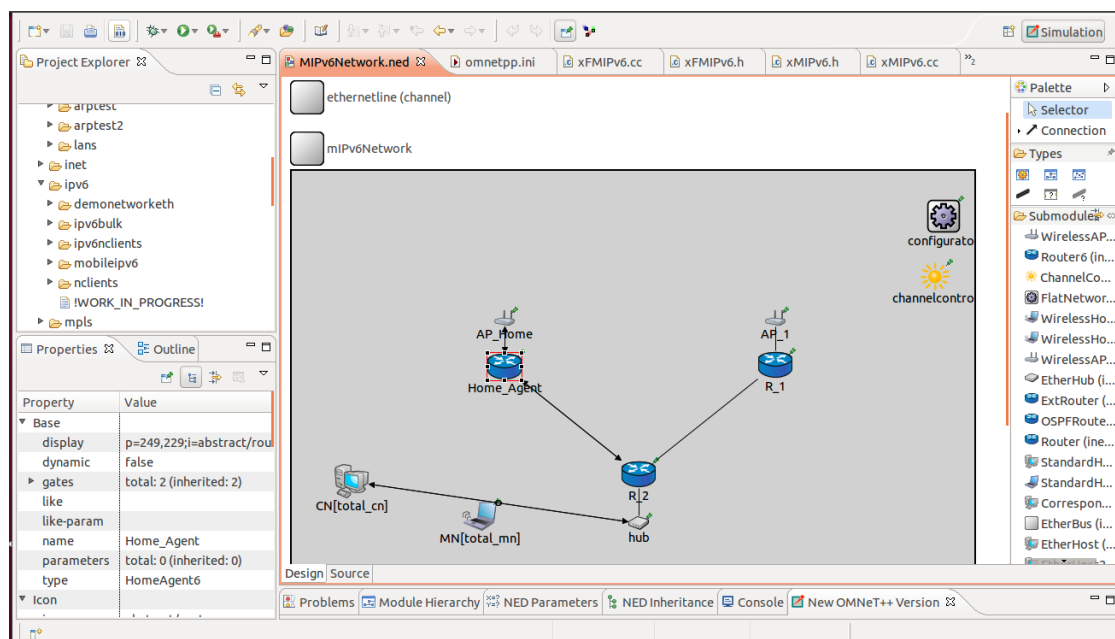 Simulation
Project Explorer
arptest
arptest2
lans
inet
ipv6
demonetworketh
ipv6bulk
ipv6nclients
mobileipv6
nclients
!WORK_IN_PROGRESS!
mpls
Properties
Outline
Property Value
Base
display p=249,229;i=abstract/rou
dynamic false
gates total: 2 (inherited: 2)
like
like-param
name Home_Agent
parameters total: 0 (inherited: 0)
type HomeAgent6
Icon
MIPv6Network.ned
omnetpp.ini
xFMIPv6.cc
xFMIPv6.h
xMIPv6.h
xMIPv6.cc
»2
ethernetline (channel)
mIPv6Network
configurato
channelcontro
AP_Home
AP_1
Home_Agent
R_1
R_2
CN[total_cn]
MN[total_mn]
hub
Design Source
Palette
Selector
Connection
Types
Submodules
WirelessAP...
Router6 (in...
ChannelCo...
FlatNetwor...
WirelessHo...
WirelessHo...
WirelessAP...
EtherHub (i...
ExtRouter (...
OSPFRoute...
Router (ine...
StandardH...
StandardH...
Correspon...
EtherBus (i...
EtherHost (...
Problems
Module Hierarchy
NED Parameters
NED Inheritance
Console
New OMNeT++ Version